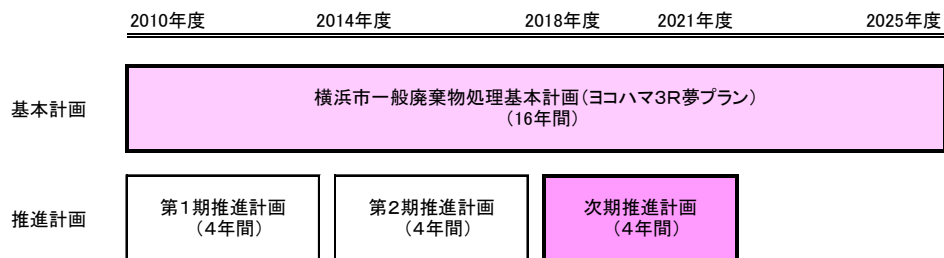 2010年度 2014年度 2018年度 2021年度 2025年度
基本計画
横浜市一般廃棄物処理基本計画(ヨコハマ3R夢プラン)
(16年間)
推進計画
第1期推進計画
(4年間)
第2期推進計画
(4年間)
次期推進計画
(4年間)